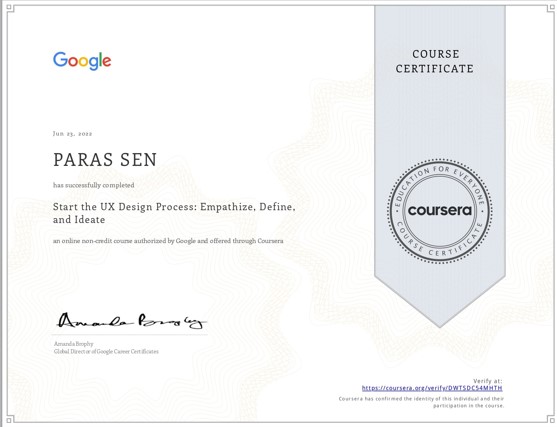 Google
COURSE
CERTIFICATE
Jun 25, 2022
PARAS SEN
has successfully completed
Start the UX Design Process: Empathize, Define,
and Ideate
an online non-credit course authorized by Google and offered through Coursera
EDUCATION FOR EVERYONE
coursera
COURSE CERTIFICATE
Amanda Brophy
Amanda Brophy
Global Director of Google Career Certificates
Verify at:
https://coursera.org/verify/DWTSDC54MHTH
Coursera has confirmed the identity of this individual and their
participation in the course.